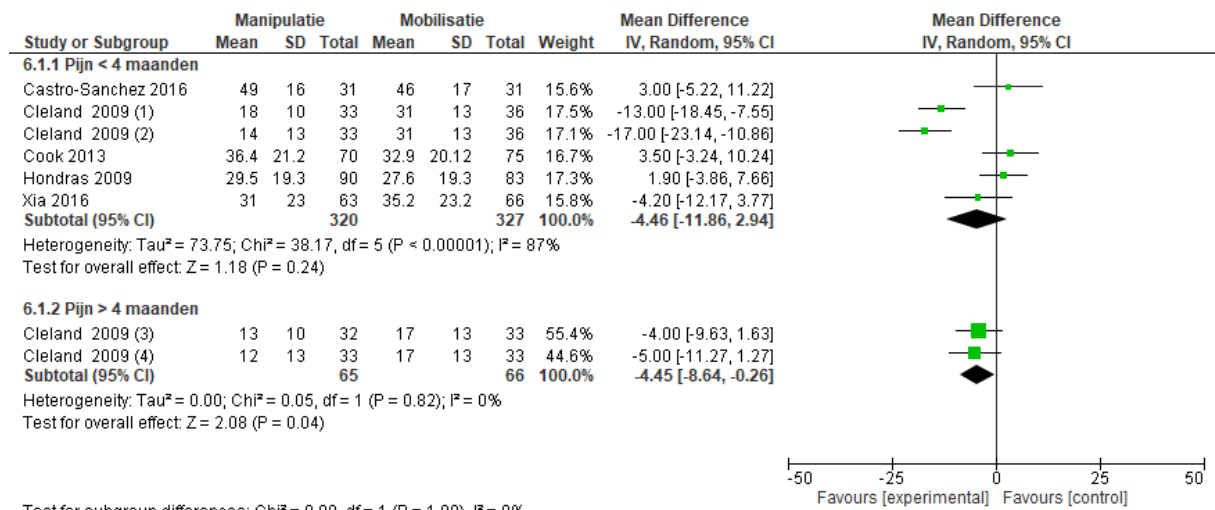 Manipulatie Mobilisatie Mean Difference Mean Difference
Study or Subgroup Mean SD Total Mean SD Total Weight IV, Random, 95% CI IV, Random, 95% CI
6.1.1 Pijn < 4 maanden
Castro-Sanchez 2016 49 16 31 46 17 31 15.6% 3.00 [-5.22, 11.22]
Cleland 2009 (1) 18 10 33 31 13 36 17.5% -13.00 [-18.45, -7.55]
Cleland 2009 (2) 14 13 33 31 13 36 17.1% -17.00 [-23.14, -10.86]
Cook 2013 36.4 21.2 70 32.9 20.12 75 16.7% 3.50 [-3.24, 10.24]
Hondras 2009 29.5 19.3 90 27.6 19.3 83 17.3% 1.90 [-3.86, 7.66]
Xia 2016 31 23 63 35.2 23.2 66 15.8% -4.20 [-12.17, 3.77]
Subtotal (95% CI) 320 327 100.0% -4.46 [-11.86, 2.94]
Heterogeneity: Tau² = 73.75; Chi² = 38.17, df = 5 (P < 0.00001); I² = 87%
Test for overall effect: Z = 1.18 (P = 0.24)
6.1.2 Pijn > 4 maanden
Cleland 2009 (3) 13 10 32 17 13 33 55.4% -4.00 [-9.63, 1.63]
Cleland 2009 (4) 12 13 33 17 13 33 44.6% -5.00 [-11.27, 1.27]
Subtotal (95% CI) 65 66 100.0% -4.45 [-8.64, -0.26]
Heterogeneity: Tau² = 0.00; Chi² = 0.05, df = 1 (P = 0.82); I² = 0%
Test for overall effect: Z = 2.08 (P = 0.04)
-50 -25 0 25 50
Favours [experimental] Favours [control]
Test for subgroup differences: Chi² = 0.00, df = 1 (P = 1.00), I² = 0%